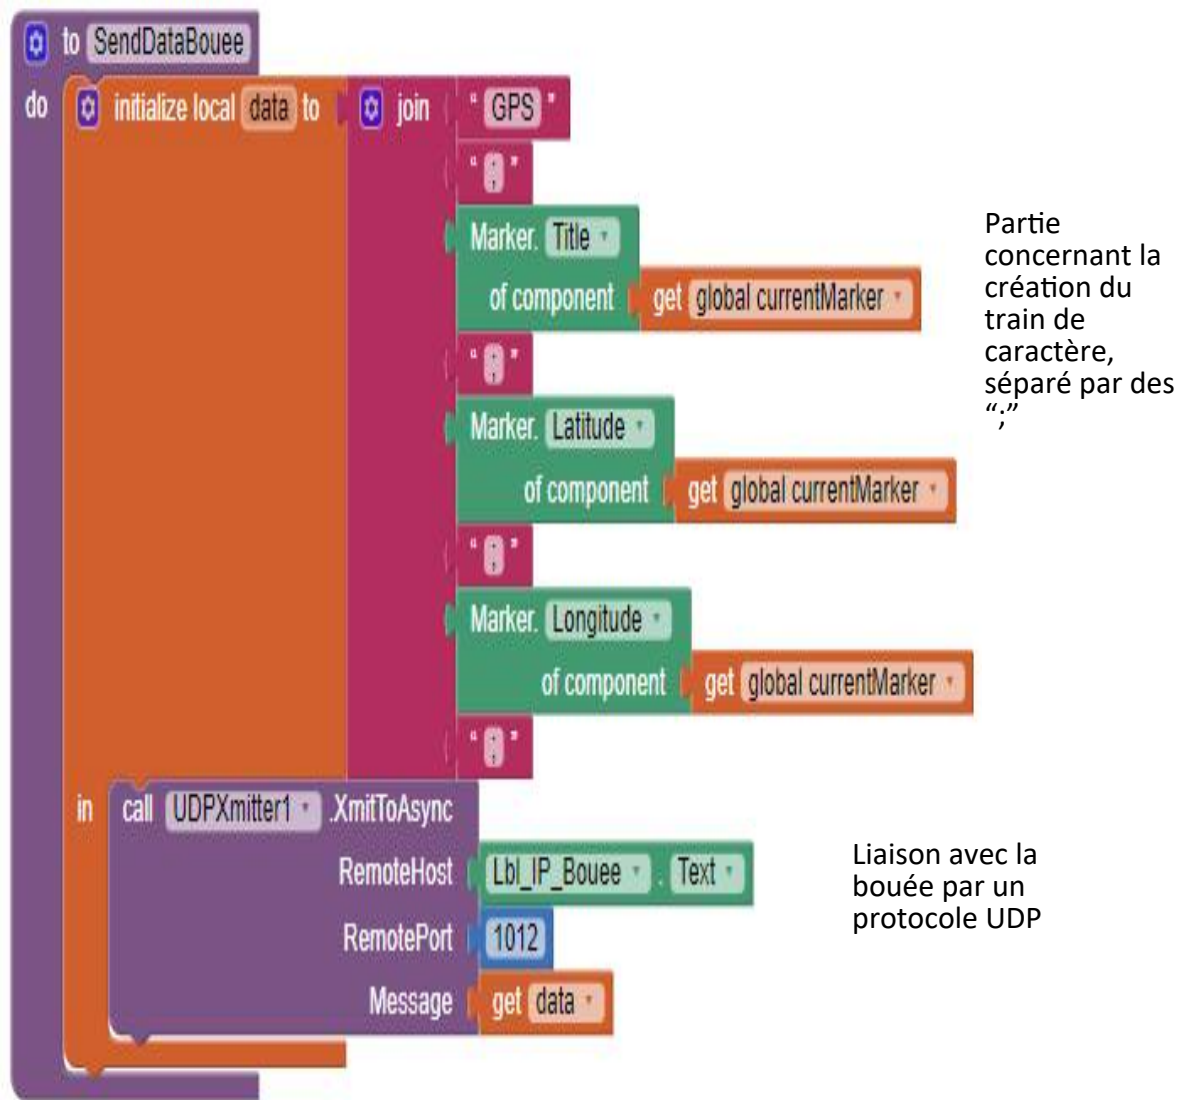 to SendDataBouee
do initialize local data to join " GPS "
" ; "
Marker. Title
of component get global currentMarker
" ; "
Marker. Latitude
of component get global currentMarker
" ; "
Marker. Longitude
of component get global currentMarker
" ; "
in call UDPXmitter1 .XmitToAsync
RemoteHost Lbl_IP_Bouee . Text
RemotePort 1012
Message get data
Partie
concernant la
création du
train de
caractère,
séparé par des
“;”
Liaison avec la
bouée par un
protocole UDP